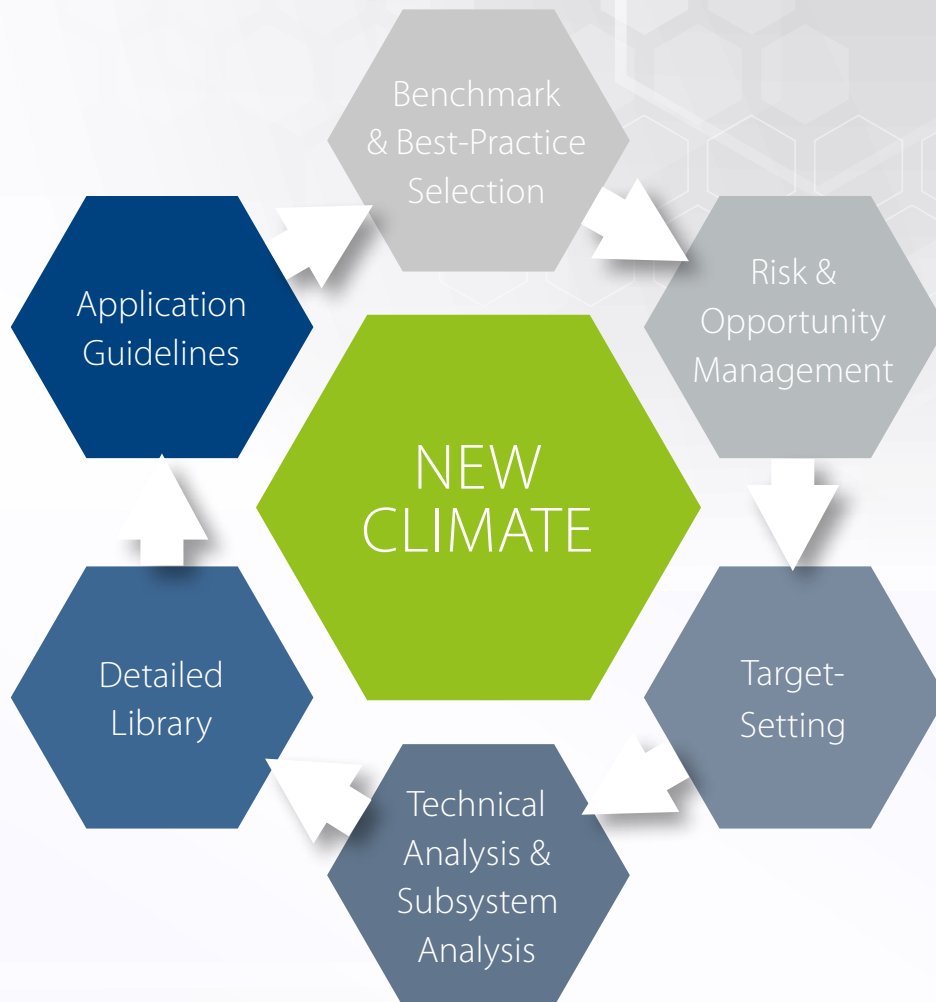 Benchmark
& Best-Practice
Selection
Risk &
Opportunity
Management
Target-
Setting
Technical
Analysis &
Subsystem
Analysis
Detailed
Library
Application
Guidelines
NEW
CLIMATE